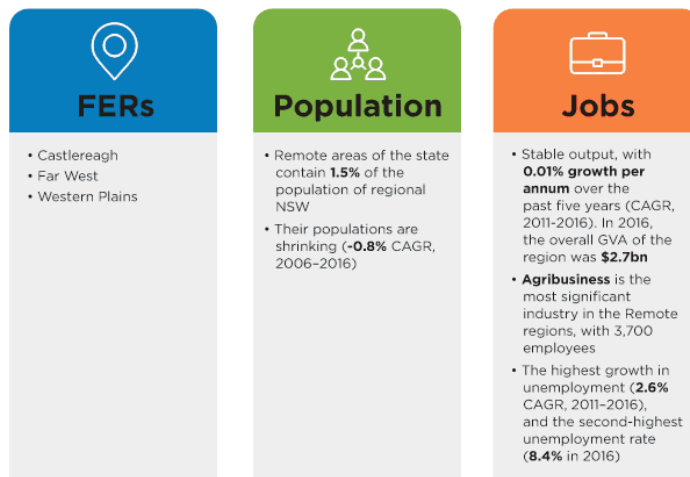 FERs
• Castlereagh
• Far West
• Western Plains
Population
• Remote areas of the state
contain 1.5% of the
population of regional
NSW
• Their populations are
shrinking (-0.8% CAGR,
2006–2016)
Jobs
• Stable output, with
0.01% growth per
annum over the
past five years (CAGR,
2011-2016). In 2016,
the overall GVA of the
region was $2.7bn
• Agribusiness is the
most significant
industry in the Remote
regions, with 3,700
employees
• The highest growth in
unemployment (2.6%
CAGR, 2011–2016),
and the second-highest
unemployment rate
(8.4% in 2016)